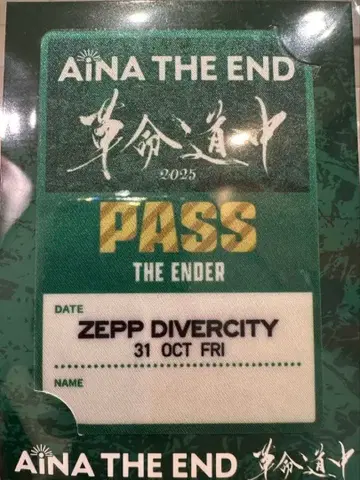 AiNA THE END
革命道中
2025
PASS
THE ENDER
DATE
ZEPP DIVERCITY
31 OCT FRI
NAME
AiNA THE END 革命道中